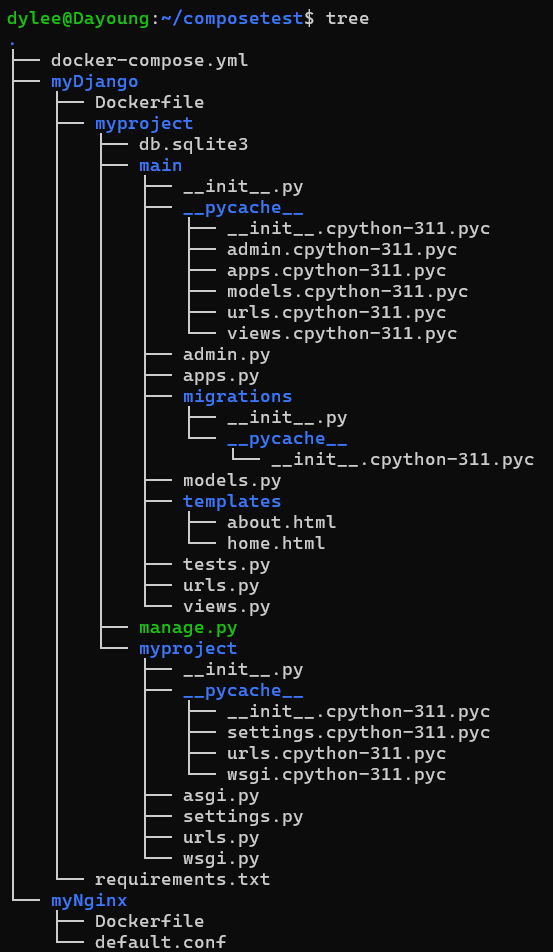 dylee@Dayoung:~/composetest$ tree
.
├── docker-compose.yml
├── myDjango
│   ├── Dockerfile
│   ├── myproject
│   │   ├── db.sqlite3
│   │   ├── main
│   │   │   ├── __init__.py
│   │   │   ├── __pycache__
│   │   │   │   ├── __init__.cpython-311.pyc
│   │   │   │   ├── admin.cpython-311.pyc
│   │   │   │   ├── apps.cpython-311.pyc
│   │   │   │   ├── models.cpython-311.pyc
│   │   │   │   ├── urls.cpython-311.pyc
│   │   │   │   └── views.cpython-311.pyc
│   │   │   ├── admin.py
│   │   │   ├── apps.py
│   │   │   ├── migrations
│   │   │   │   ├── __init__.py
│   │   │   │   └── __pycache__
│   │   │   │       └── __init__.cpython-311.pyc
│   │   │   ├── models.py
│   │   │   ├── templates
│   │   │   │   ├── about.html
│   │   │   │   └── home.html
│   │   │   ├── tests.py
│   │   │   ├── urls.py
│   │   │   └── views.py
│   │   ├── manage.py
│   │   └── myproject
│   │       ├── __init__.py
│   │       ├── __pycache__
│   │       │   ├── __init__.cpython-311.pyc
│   │       │   ├── settings.cpython-311.pyc
│   │       │   ├── urls.cpython-311.pyc
│   │       │   └── wsgi.cpython-311.pyc
│   │       ├── asgi.py
│   │       ├── settings.py
│   │       ├── urls.py
│   │       └── wsgi.py
│   └── requirements.txt
└── myNginx
    ├── Dockerfile
    └── default.conf